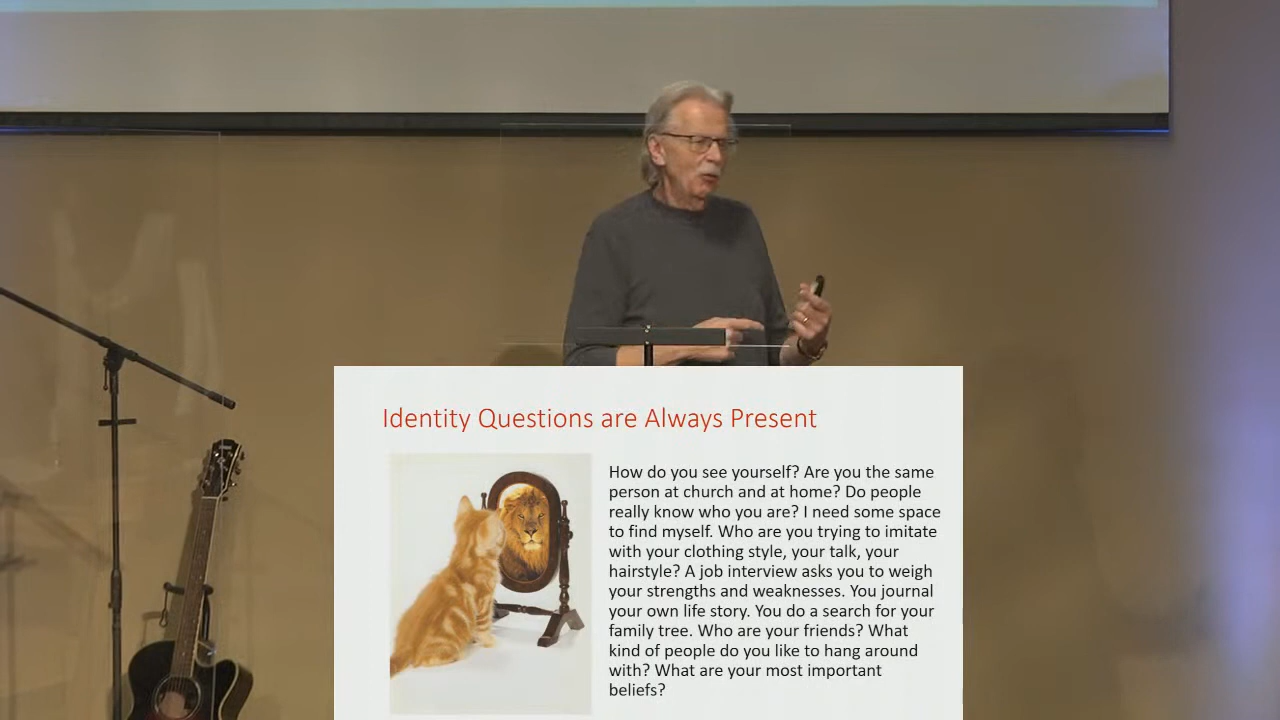 Identity Questions are Always Present
How do you see yourself? Are you the same
person at church and at home? Do people
really know who you are? I need some space
to find myself. Who are you trying to imitate
with your clothing style, your talk, your
hairstyle? A job interview asks you to weigh
your strengths and weaknesses. You journal
your own life story. You do a search for your
family tree. Who are your friends? What
kind of people do you like to hang around
with? What are your most important
beliefs?